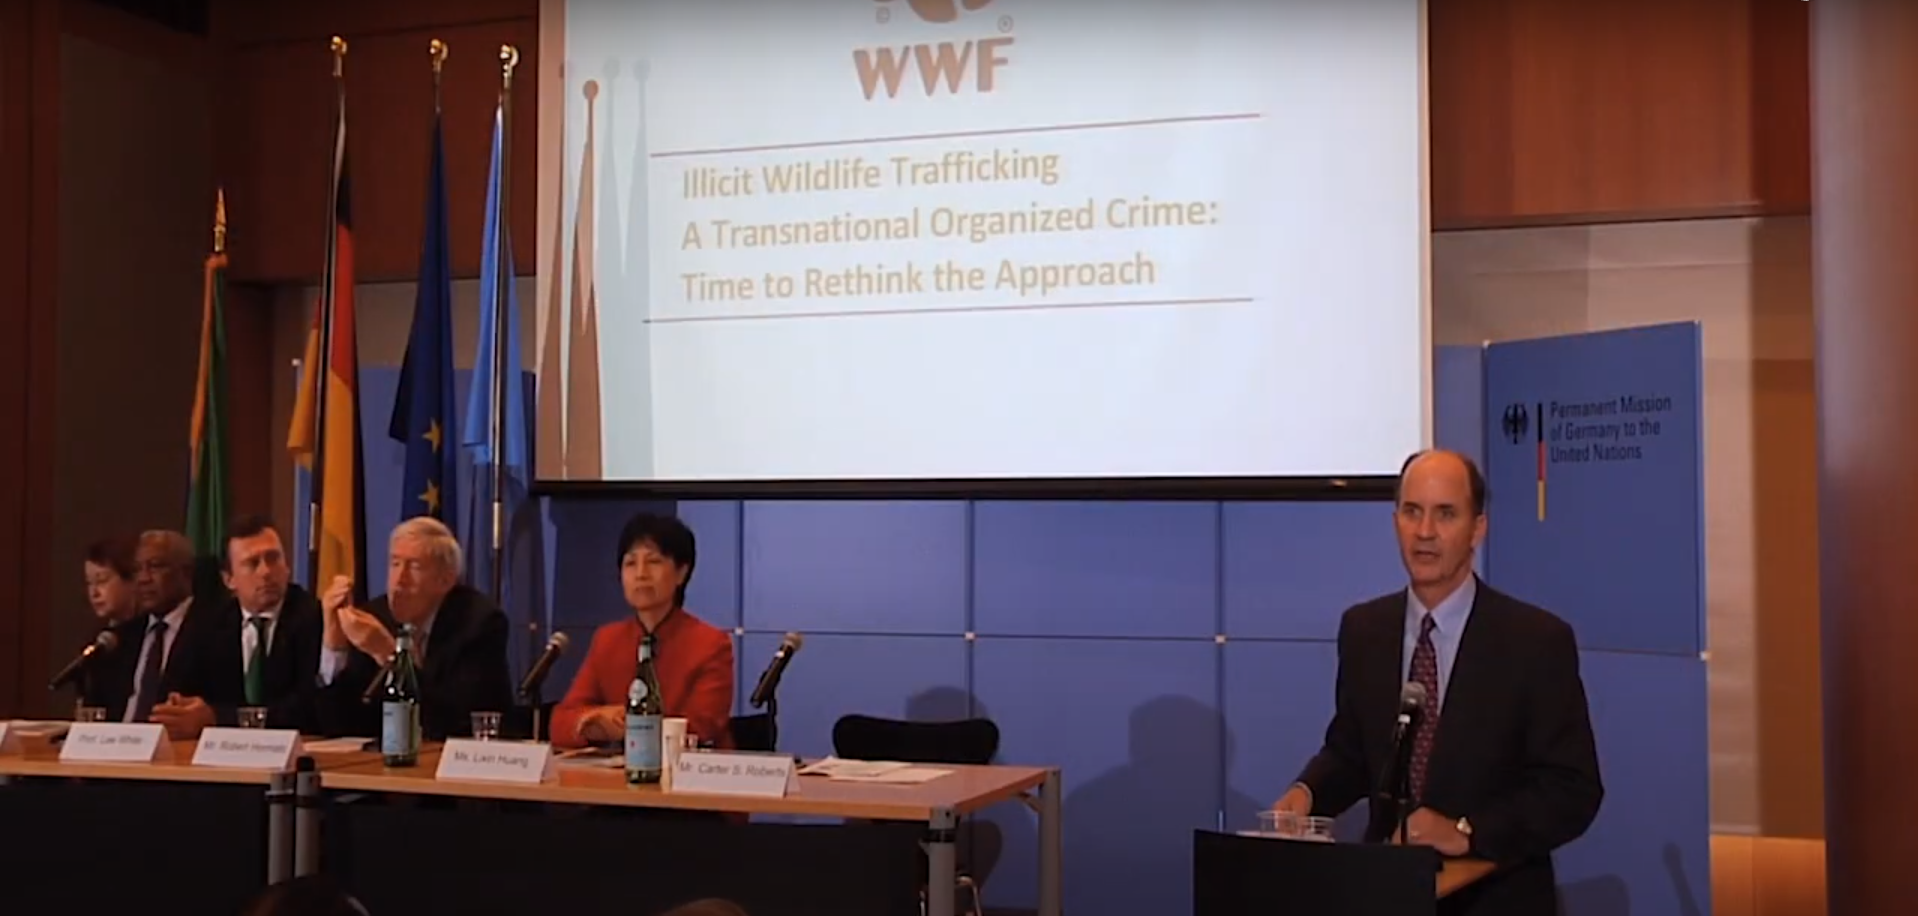 © ®
WWF
Illicit Wildlife Trafficking
A Transnational Organized Crime:
Time to Rethink the Approach
Permanent Mission
of Germany to the
United Nations
Prof. Lee White
Mr. Robert Hormats
Ms. Liwin Huang
Mr. Carter S. Roberts